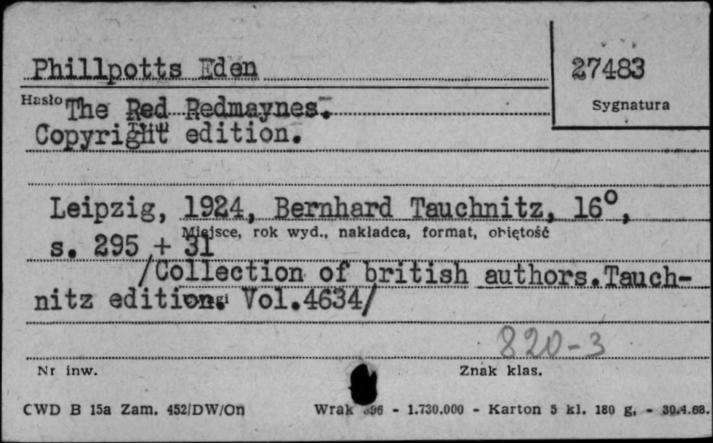 Phillpotts Eden
27483
Hasło
Sygnatura
The Red Redmaynes.
Copyright edition.
Leipzig, 1924, Bernhard Tauchnitz, 16°,
Miejsce, rok wyd., nakładca, format, objętość
s. 295 + 31
/Collection of british authors.Tauch-
nitz edition. Vol.4634/
820-3
Nr inw.
Znak klas.
CWD B 15a Zam. 452/DW/On
Wrak 96 - 1.730.000 - Karton 5 kl. 180 g. - 30.4.68.